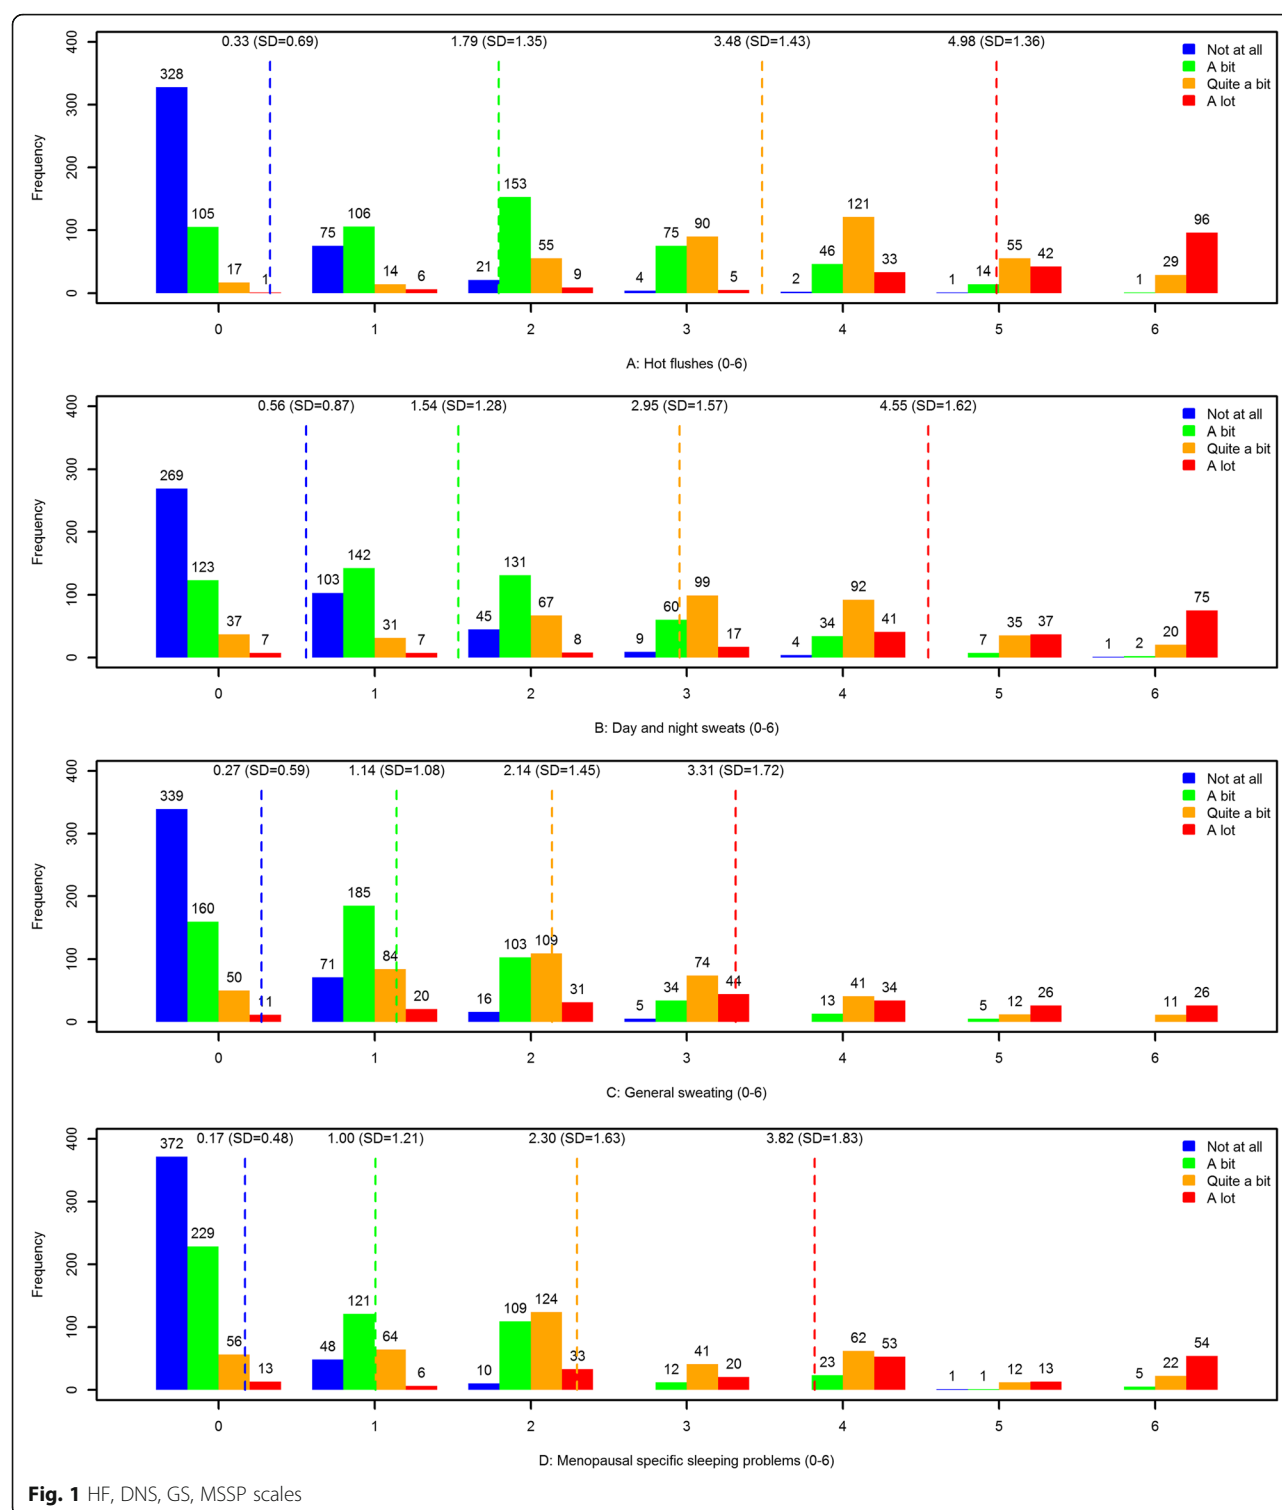 0.33 (SD=0.69) 1.79 (SD=1.35) 3.48 (SD=1.43) 4.98 (SD=1.36)
Not at all
A bit
Quite a bit
A lot
Frequency
400
300
200
100
0
328 105 17 1 75 106 14 6 21 153 55 9 4 75 90 5 2 46 121 33 1 14 55 42 1 29 96
0 1 2 3 4 5 6
A: Hot flushes (0-6)
0.56 (SD=0.87) 1.54 (SD=1.28) 2.95 (SD=1.57) 4.55 (SD=1.62)
Not at all
A bit
Quite a bit
A lot
Frequency
400
300
200
100
0
269 123 37 7 103 142 31 7 45 131 67 8 9 60 99 17 4 34 92 41 7 35 37 1 2 20 75
0 1 2 3 4 5 6
B: Day and night sweats (0-6)
0.27 (SD=0.59) 1.14 (SD=1.08) 2.14 (SD=1.45) 3.31 (SD=1.72)
Not at all
A bit
Quite a bit
A lot
Frequency
400
300
200
100
0
339 160 50 11 71 185 84 20 16 103 109 31 5 34 74 44 13 41 34 5 12 26 11 26
0 1 2 3 4 5 6
C: General sweating (0-6)
0.17 (SD=0.48) 1.00 (SD=1.21) 2.30 (SD=1.63) 3.82 (SD=1.83)
Not at all
A bit
Quite a bit
A lot
Frequency
400
300
200
100
0
372 229 56 13 48 121 64 6 10 109 124 33 12 41 20 23 62 53 1 1 12 13 5 22 54
0 1 2 3 4 5 6
D: Menopausal specific sleeping problems (0-6)
Fig. 1 HF, DNS, GS, MSSP scales